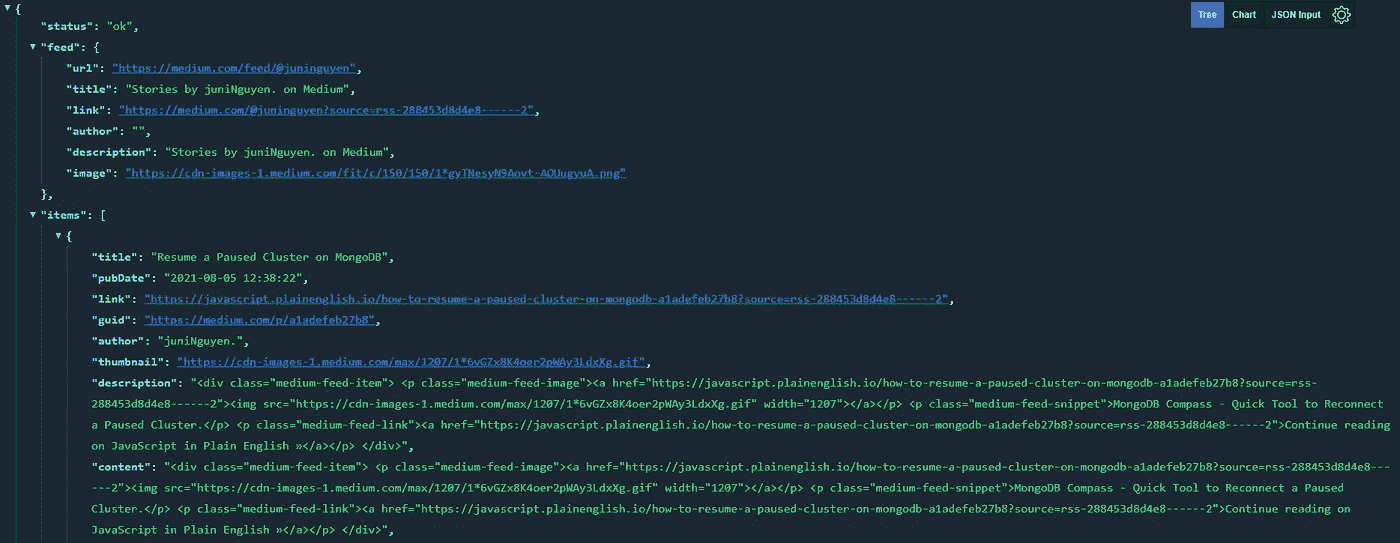 {
Tree Chart JSON Input
"status": "ok",
"feed": {
"url": "https://medium.com/feed/@juninguyen",
"title": "Stories by juniNguyen. on Medium",
"link": "https://medium.com/@juninguyen?source=rss-288453d8d4e8------2",
"author": "",
"description": "Stories by juniNguyen. on Medium",
"image": "https://cdn-images-1.medium.com/fit/c/150/150/1*gyTNesyN9Aovt-AOUugyuA.png"
},
"items": [
{
"title": "Resume a Paused Cluster on MongoDB",
"pubDate": "2021-08-05 12:38:22",
"link": "https://javascript.plainenglish.io/how-to-resume-a-paused-cluster-on-mongodb-a1adefeb27b8?source=rss-288453d8d4e8------2",
"guid": "https://medium.com/p/a1adefeb27b8",
"author": "juniNguyen.",
"thumbnail": "https://cdn-images-1.medium.com/max/1207/1*6vGZx8K4oer2pWAy3LdxXg.gif",
"description": "<div class="medium-feed-item"> <p class="medium-feed-image"><a href="https://javascript.plainenglish.io/how-to-resume-a-paused-cluster-on-mongodb-a1adefeb27b8?source=rss-
288453d8d4e8------2"><img src="https://cdn-images-1.medium.com/max/1207/1*6vGZx8K4oer2pWAy3LdxXg.gif" width="1207"></a></p> <p class="medium-feed-snippet">MongoDB Compass - Quick Tool to Reconnect
a Paused Cluster.</p> <p class="medium-feed-link"><a href="https://javascript.plainenglish.io/how-to-resume-a-paused-cluster-on-mongodb-a1adefeb27b8?source=rss-288453d8d4e8------2">Continue reading
on JavaScript in Plain English »</a></p> </div>",
"content": "<div class="medium-feed-item"> <p class="medium-feed-image"><a href="https://javascript.plainenglish.io/how-to-resume-a-paused-cluster-on-mongodb-a1adefeb27b8?source=rss-288453d8d4e8-
-----2"><img src="https://cdn-images-1.medium.com/max/1207/1*6vGZx8K4oer2pWAy3LdxXg.gif" width="1207"></a></p> <p class="medium-feed-snippet">MongoDB Compass - Quick Tool to Reconnect a Paused
Cluster.</p> <p class="medium-feed-link"><a href="https://javascript.plainenglish.io/how-to-resume-a-paused-cluster-on-mongodb-a1adefeb27b8?source=rss-288453d8d4e8------2">Continue reading on
JavaScript in Plain English »</a></p> </div>",